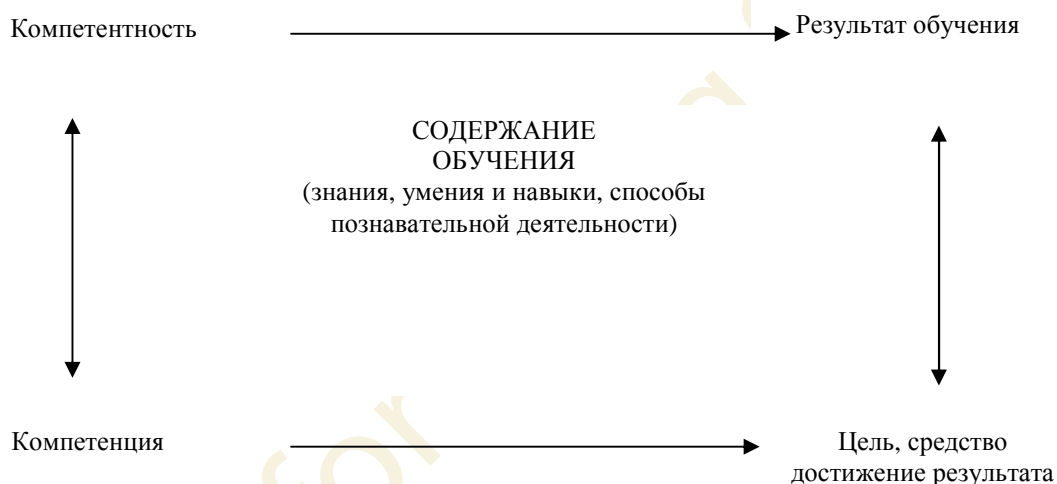 Компетентность
Результат обучения
СОДЕРЖАНИЕ
ОБУЧЕНИЯ
(знания, умения и навыки, способы
познавательной деятельности)
Компетенция
Цель, средство
достижение результата